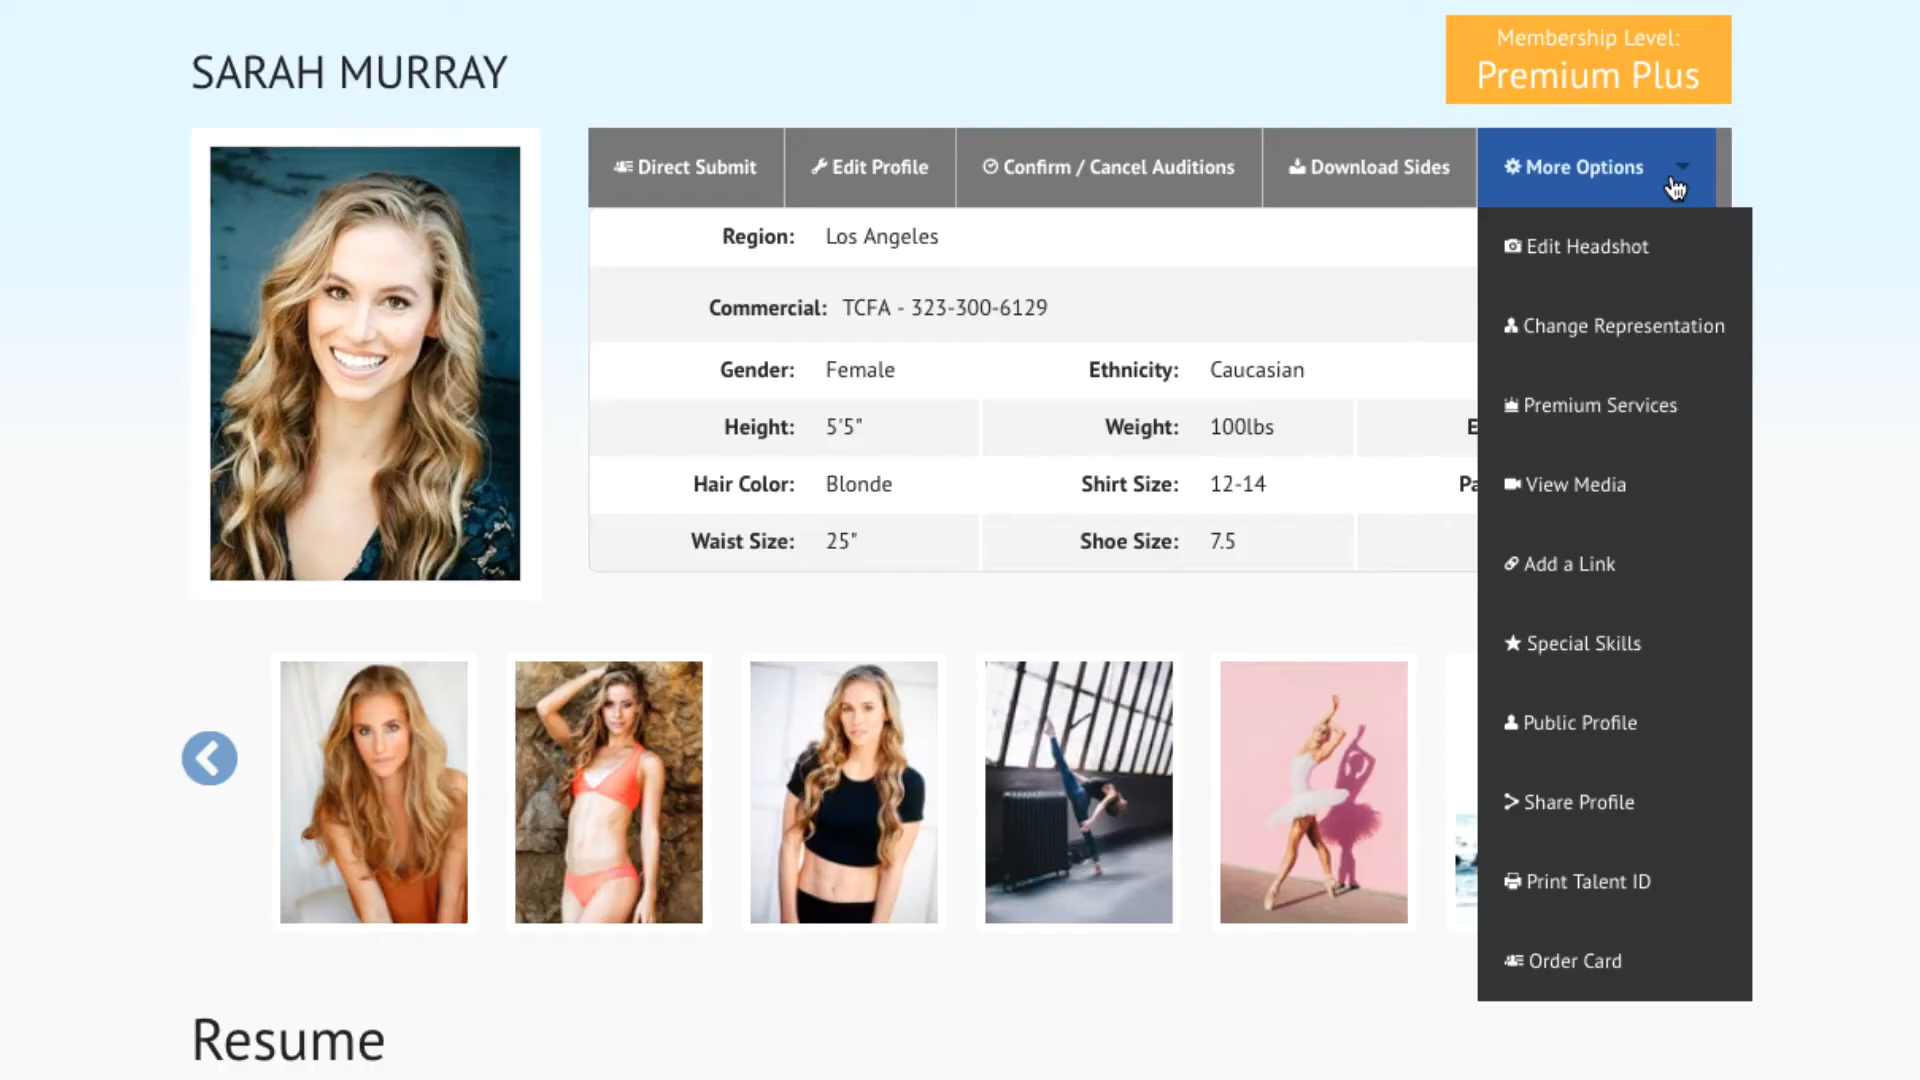 SARAH MURRAY
Membership Level:
Premium Plus
Direct Submit
Edit Profile
Confirm / Cancel Auditions
Download Sides
More Options
Region: Los Angeles
Commercial: TCFA - 323-300-6129
Gender: Female Ethnicity: Caucasian
Height: 5'5" Weight: 100lbs E
Hair Color: Blonde Shirt Size: 12-14 Pa
Waist Size: 25" Shoe Size: 7.5
Edit Headshot
Change Representation
Premium Services
View Media
Add a Link
Special Skills
Public Profile
Share Profile
Print Talent ID
Order Card
Resume